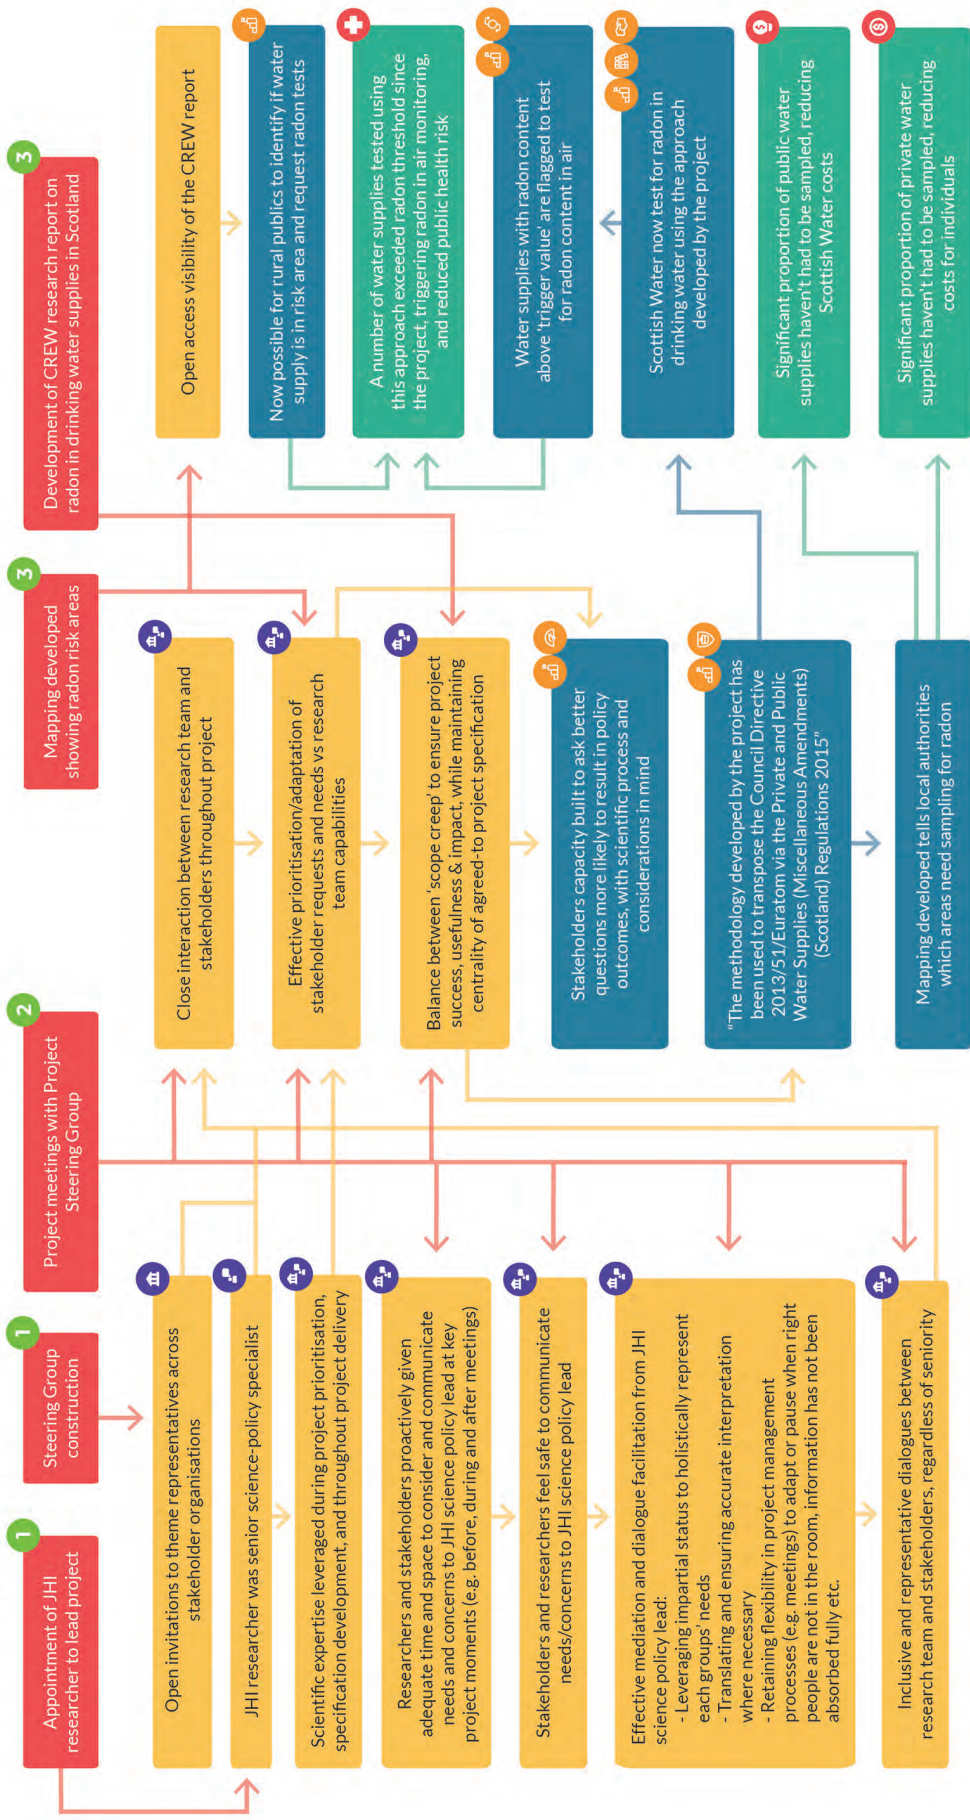 1
Appointment of JHI
researcher to lead project
1
Steering Group
construction
2
Project meetings with Project
Steering Group
3
Mapping developed
showing radon risk areas
3
Development of CREW research report on
radon in drinking water supplies in Scotland
Open invitations to theme representatives across
stakeholder organisations
JHI researcher was senior science-policy specialist
Scientific expertise leveraged during project prioritisation,
specification development, and throughout project delivery
Researchers and stakeholders proactively given
adequate time and space to consider and communicate
needs and concerns to JHI science policy lead at key
project moments (e.g. before, during and after meetings)
Stakeholders and researchers feel safe to communicate
needs/concerns to JHI science policy lead
Effective mediation and dialogue facilitation from JHI
science policy lead:
- Leveraging impartial status to holistically represent
each groups' needs
- Translating and ensuring accurate interpretation
where necessary
- Retaining flexibility in project management
processes (e.g. meetings) to adapt or pause when right
people are not in the room, information has not been
absorbed fully etc.
Inclusive and representative dialogues between
research team and stakeholders, regardless of seniority
Close interaction between research team and
stakeholders throughout project
Effective prioritisation/adaptation of
stakeholder requests and needs vs research
team capabilities
Balance between 'scope creep' to ensure project
success, usefulness & impact, while maintaining
centrality of agreed-to project specification
Stakeholders capacity built to ask better
questions more likely to result in policy
outcomes, with scientific process and
considerations in mind
“The methodology developed by the project has
been used to transpose the Council Directive
2013/51/Euratom via the Private and Public
Water Supplies (Miscellaneous Amendments)
(Scotland) Regulations 2015”
Mapping developed tells local authorities
which areas need sampling for radon
Open access visibility of the CREW report
Now possible for rural publics to identify if water
supply is in risk area and request radon tests
A number of water supplies tested using
this approach exceeded radon threshold since
the project, triggering radon in air monitoring,
and reduced public health risk
Water supplies with radon content
above 'trigger value' are flagged to test
for radon content in air
Scottish Water now test for radon in
drinking water using the approach
developed by the project
Significant proportion of public water
supplies haven't had to be sampled, reducing
Scottish Water costs
Significant proportion of private water
supplies haven't had to be sampled, reducing
costs for individuals